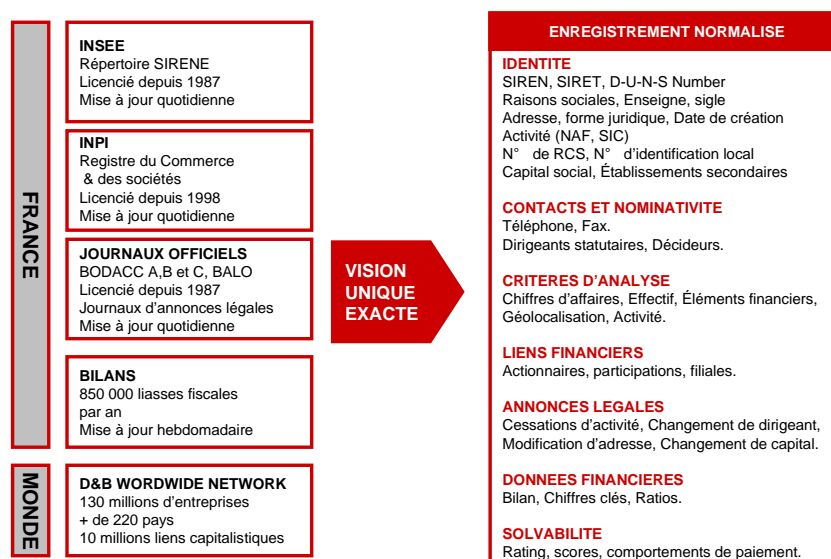 FRANCE
INSEE
Répertoire SIRENE
Licencié depuis 1987
Mise à jour quotidienne
INPI
Registre du Commerce
& des sociétés
Licencié depuis 1998
Mise à jour quotidienne
JOURNAUX OFFICIELS
BODACC A,B et C, BALO
Licencié depuis 1987
Journaux d'annonces légales
Mise à jour quotidienne
BILANS
850 000 liasses fiscales
par an
Mise à jour hebdomadaire
MONDE
D&B WORDWIDE NETWORK
130 millions d'entreprises
+ de 220 pays
10 millions liens capitalistiques
VISION
UNIQUE
EXACTE
ENREGISTREMENT NORMALISE
IDENTITE
SIREN, SIRET, D-U-N-S Number
Raisons sociales, Enseigne, sigle
Adresse, forme juridique, Date de création
Activité (NAF, SIC)
N° de RCS, N° d'identification local
Capital social, Établissements secondaires
CONTACTS ET NOMINATIVITE
Téléphone, Fax.
Dirigeants statutaires, Décideurs.
CRITERES D'ANALYSE
Chiffres d'affaires, Effectif, Éléments financiers,
Géolocalisation, Activité.
LIENS FINANCIERS
Actionnaires, participations, filiales.
ANNONCES LEGALES
Cessations d'activité, Changement de dirigeant,
Modification d'adresse, Changement de capital.
DONNEES FINANCIERES
Bilan, Chiffres clés, Ratios.
SOLVABILITE
Rating, scores, comportements de paiement.